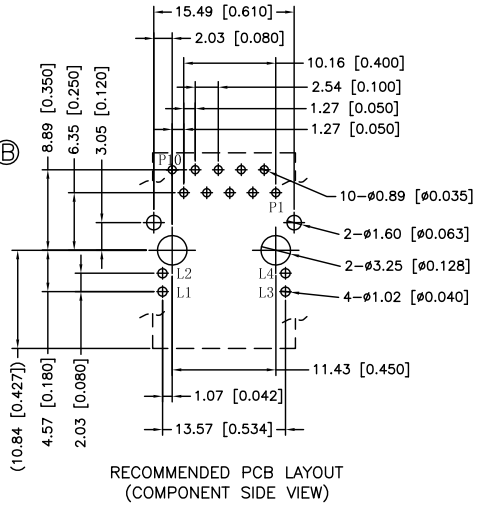 15.49 [0.610]
2.03 [0.080]
10.16 [0.400]
2.54 [0.100]
1.27 [0.050]
1.27 [0.050]
8.89 [0.350]
6.35 [0.250]
3.05 [0.120]
B
P10
10-ø0.89 [ø0.035]
P1
2-ø1.60 [ø0.063]
2-ø3.25 [ø0.128]
L2
L4
L1
L3
4-ø1.02 [ø0.040]
11.43 [0.450]
1.07 [0.042]
13.57 [0.534]
(10.84 [0.427])
4.57 [0.180]
2.03 [0.080]
RECOMMENDED PCB LAYOUT
(COMPONENT SIDE VIEW)